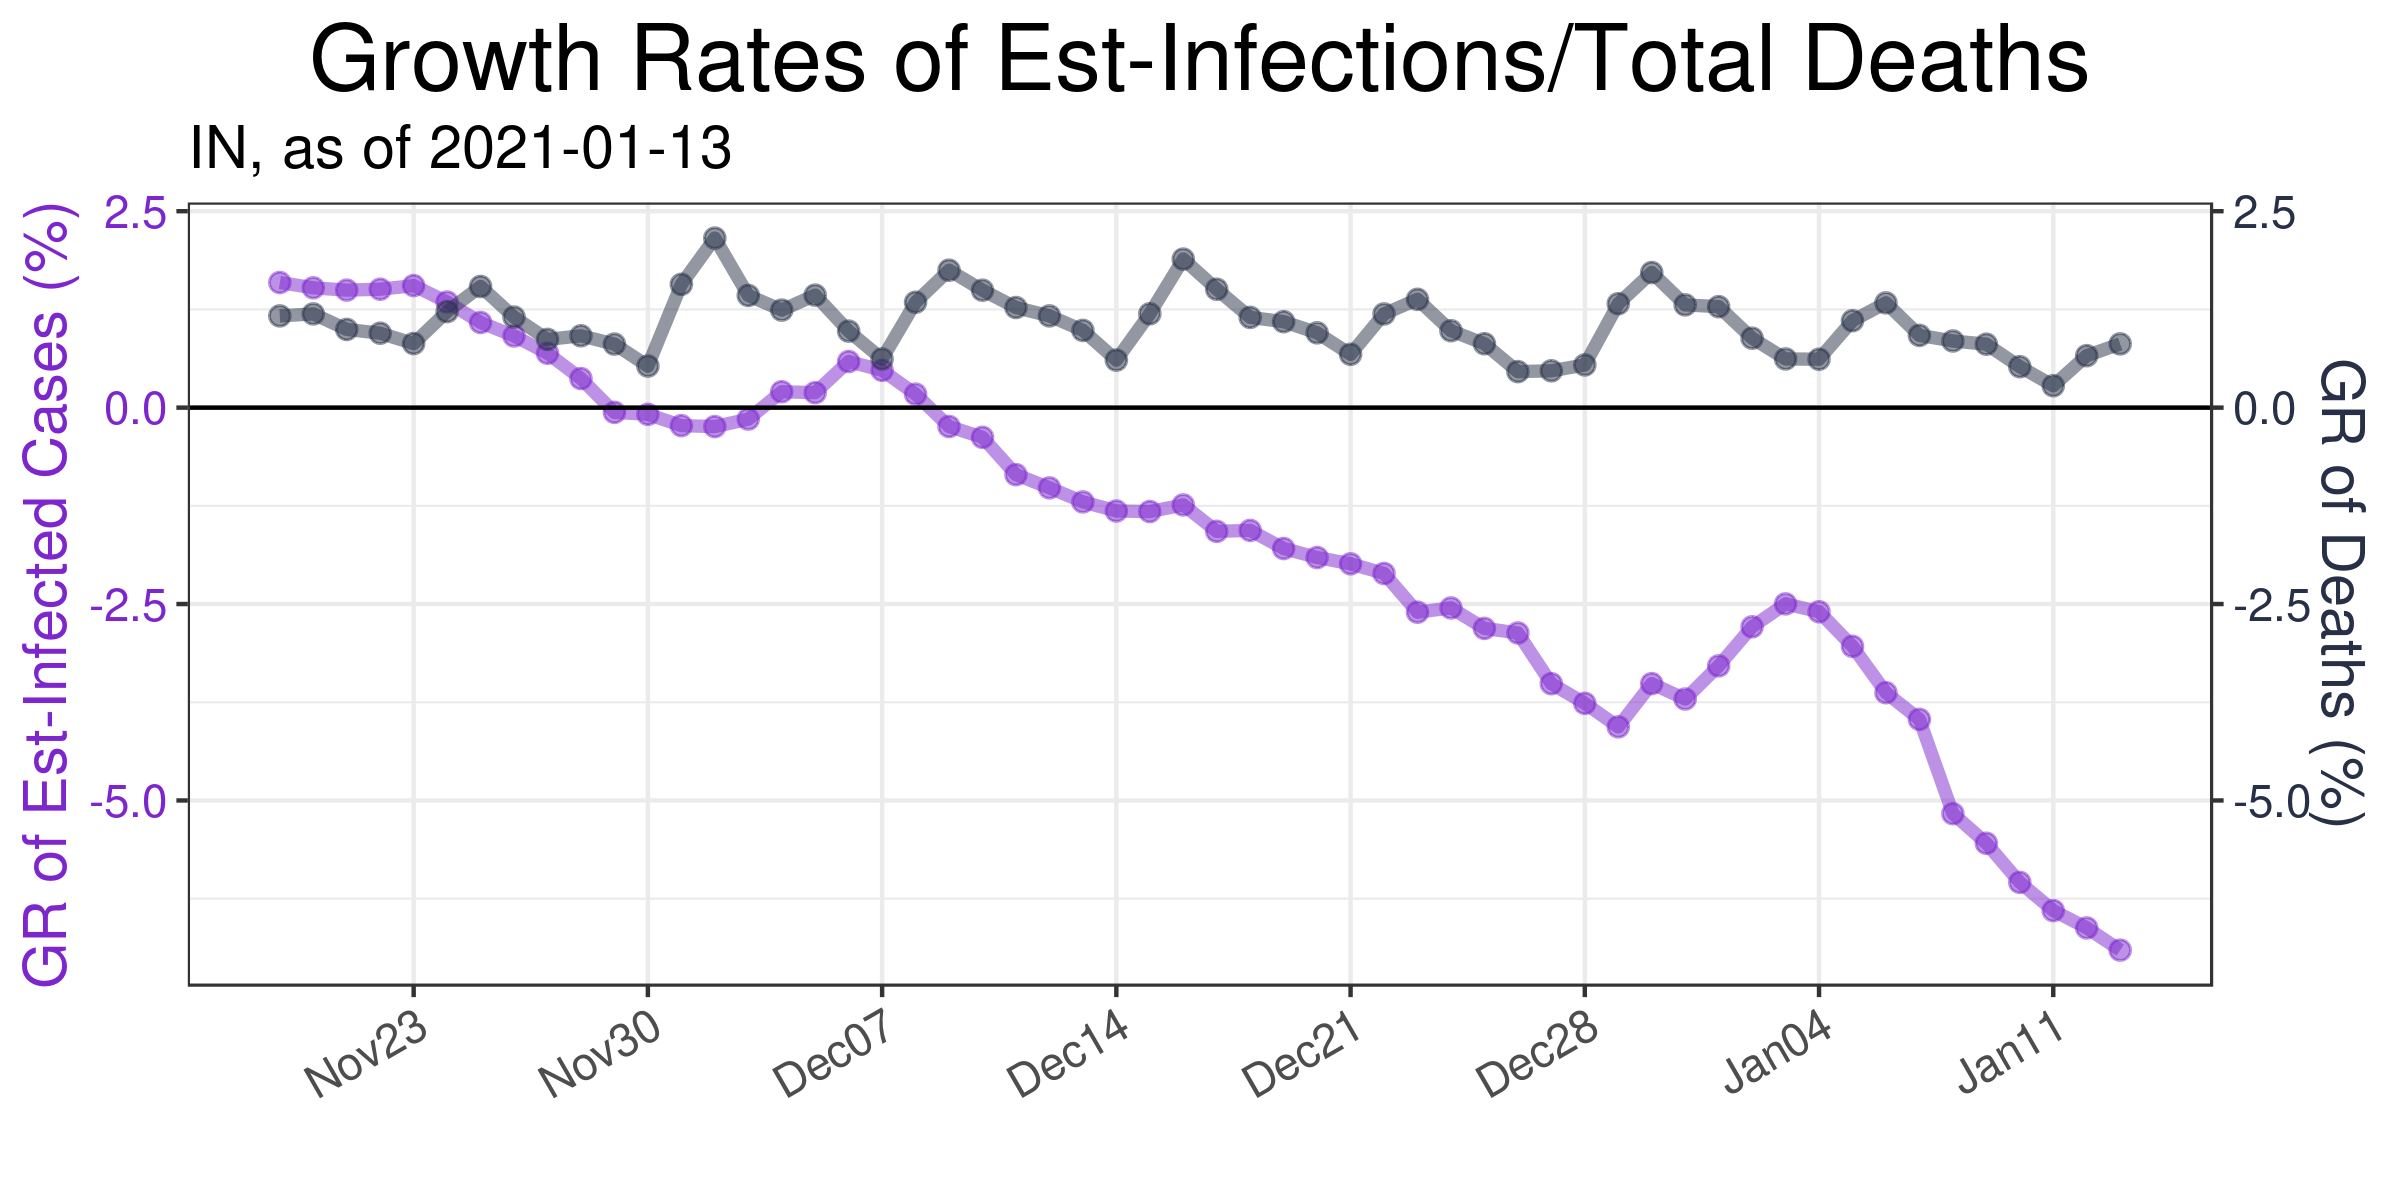 Growth Rates of Est-Infections/Total Deaths
IN, as of 2021-01-13
GR of Est-Infected Cases (%)
2.5
0.0
-2.5
-5.0
2.5
0.0
-2.5
-5.0
GR of Deaths (%)
Nov23
Nov30
Dec07
Dec14
Dec21
Dec28
Jan04
Jan11